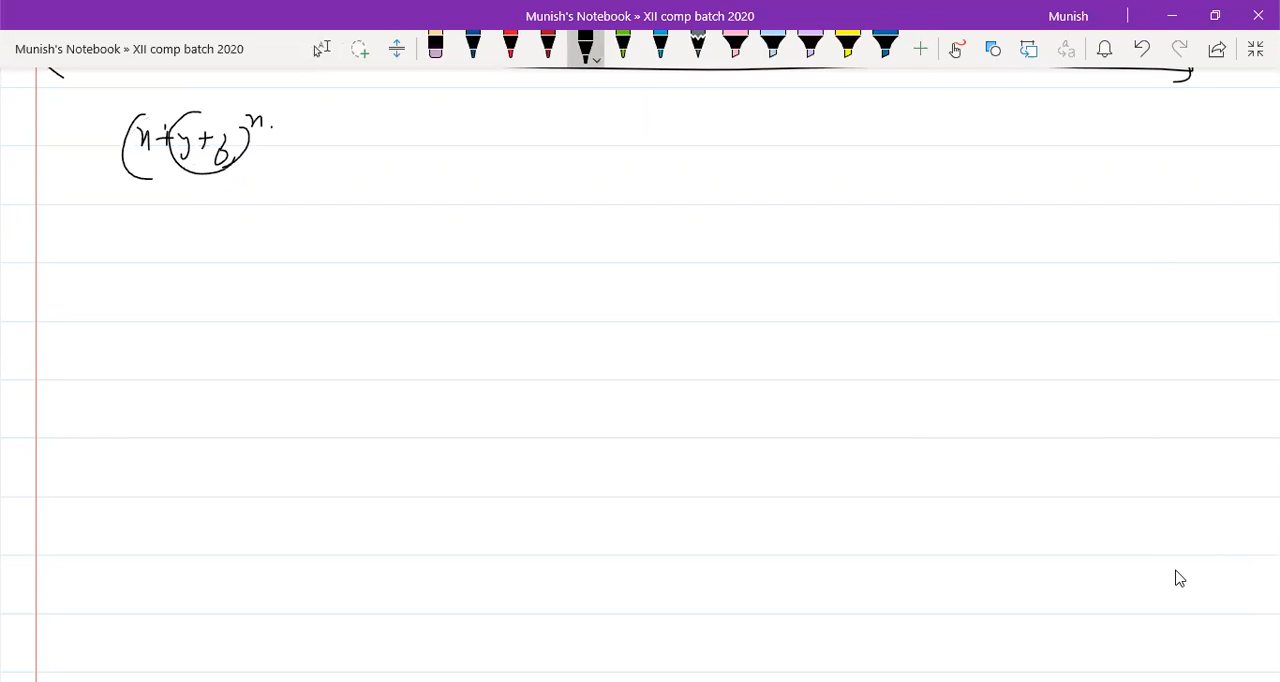 Munish's Notebook » XII comp batch 2020
Munish
Munish's Notebook » XII comp batch 2020
(x+(y+z)^n.